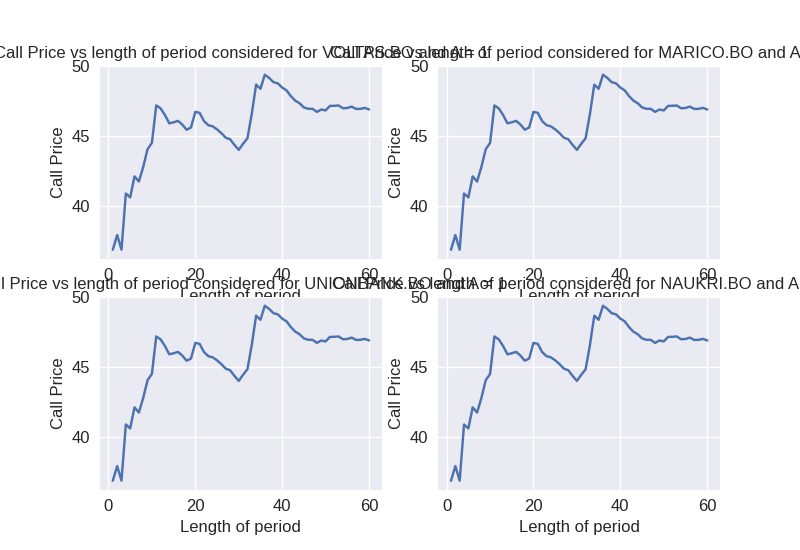 Call Price vs length of period considered for VOLTAS.BO and A = 1
Call Price vs length of period considered for MARICO.BO and A
50
45
40
Call Price
0 20 40 60
Length of period
50
45
40
Call Price
0 20 40 60
Length of period
l Price vs length of period considered for UNIONBANK.BO and A = 1
Call Price vs length of period considered for NAUKRI.BO and A
50
45
40
Call Price
0 20 40 60
Length of period
50
45
40
Call Price
0 20 40 60
Length of period